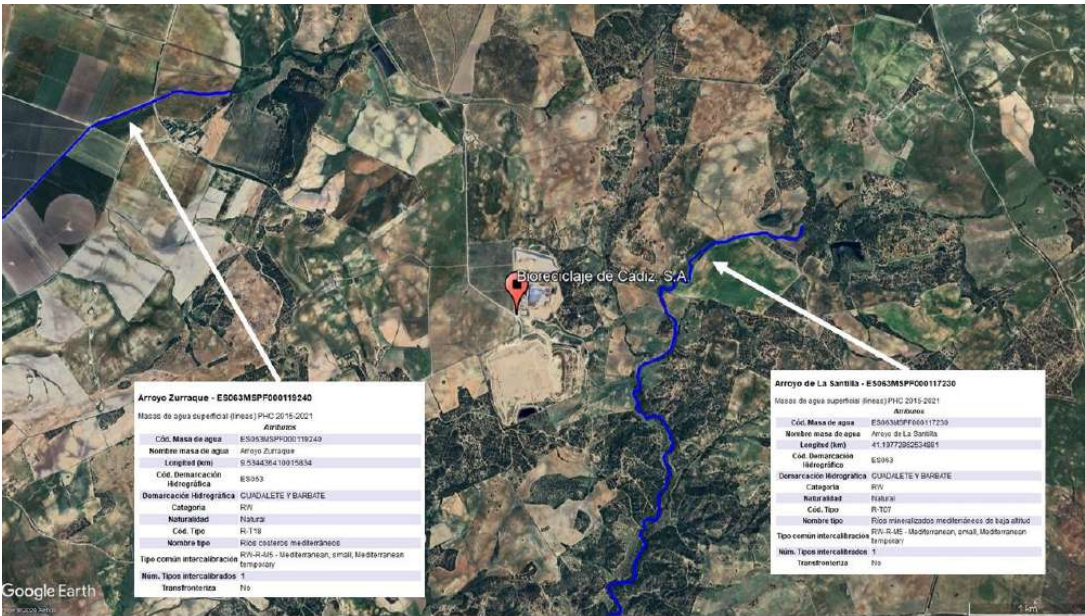 Bioreciclaje de Cádiz, S.A.
Arroyo Zurraque - ES063MSPF000119240
Masas de agua superficial (líneas) PHC 2015-2021
Atributos
Cód. Masa de agua ES063MSPF000119240
Nombre masa de agua Arroyo Zurraque
Longitud (km) 9.53443641
Cód. Demarcación
Hidrográfica ES063
Demarcación Hidrográfica GUADALETE Y BARBATE
Categoría RW
Naturalidad Natural
Cód. Tipo R-T18
Nombre tipo Ríos costeros mediterráneos
Tipo común intercalibración RW-R-M5 - Mediterranean, small, Mediterranean
temporary
Núm. Tipos intercalibrados 1
Transfronteriza No
Arroyo de La Santilla - ES063MSPF000117230
Masas de agua superficial (líneas) PHC 2015-2021
Atributos
Cód. Masa de agua ES063MSPF000117230
Nombre masa de agua Arroyo de La Santilla
Longitud (km)
Cód. Demarcación
Hidrográfica ES063
Demarcación Hidrográfica GUADALETE Y BARBATE
Categoría RW
Naturalidad Natural
Cód. Tipo R-T07
Nombre tipo Ríos mineralizados mediterráneos de baja altitud
Tipo común intercalibración RW-R-M5 - Mediterranean, small, Mediterranean
temporary
Núm. Tipos intercalibrados 1
Transfronteriza No
Google Earth
1 km